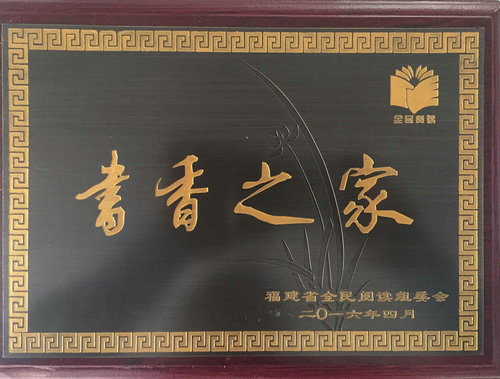 全民阅读
书香之家
福建省全民阅读组委会
二〇一六年四月